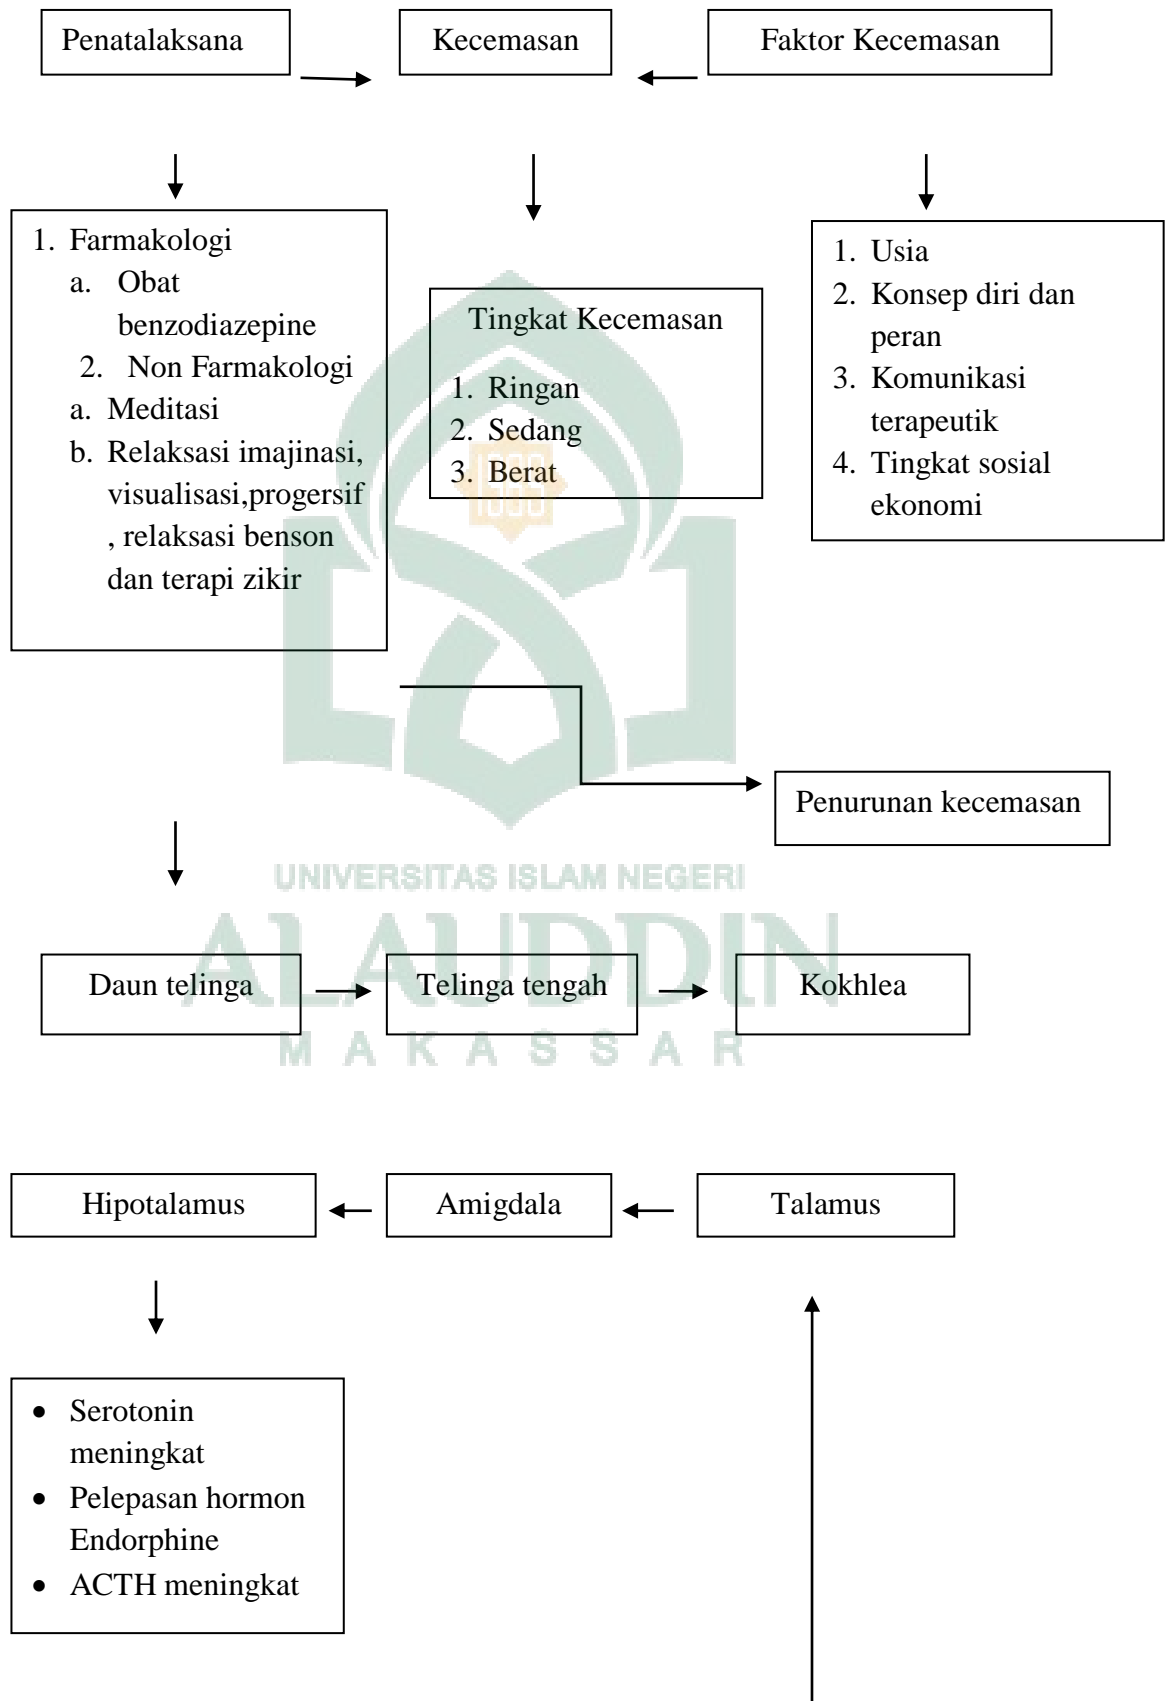 Penatalaksana
Kecemasan
Faktor Kecemasan
1. Farmakologi
a. Obat
benzodiazepine
2. Non Farmakologi
a. Meditasi
b. Relaksasi imajinasi,
visualisasi,progersif
, relaksasi benson
dan terapi zikir
Tingkat Kecemasan
1. Ringan
2. Sedang
3. Berat
1. Usia
2. Konsep diri dan
peran
3. Komunikasi
terapeutik
4. Tingkat sosial
ekonomi
Penurunan kecemasan
UNIVERSITAS ISLAM NEGERI
ALAUDDIN
MAKASSAR
Daun telinga
Telinga tengah
Kokhlea
Hipotalamus
Amigdala
Talamus
• Serotonin
meningkat
• Pelepasan hormon
Endorphine
• ACTH meningkat